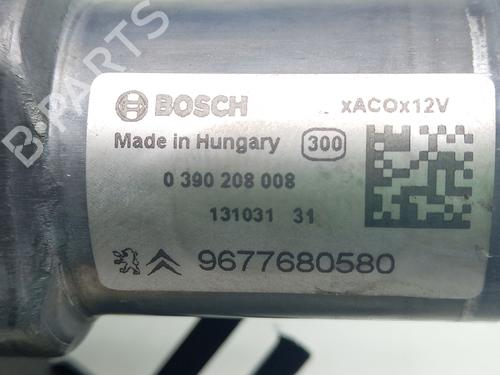 BOSCH
xACOx12V
Made in Hungary
300
0 390 208 008
131031 31
9677680580
B-PARTS